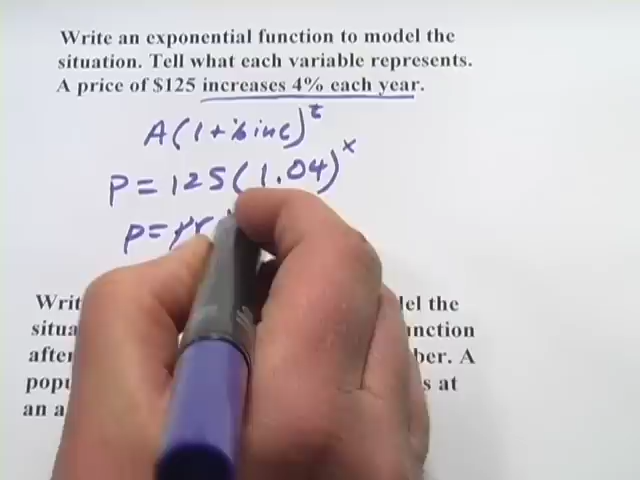 Write an exponential function to model the
situation. Tell what each variable represents.
A price of $125 increases 4% each year.
A(1+% inc)^t
P = 125(1.04)^x
P =
Writ
situa
after
popu
an a
el the
nction
ber. A
s at